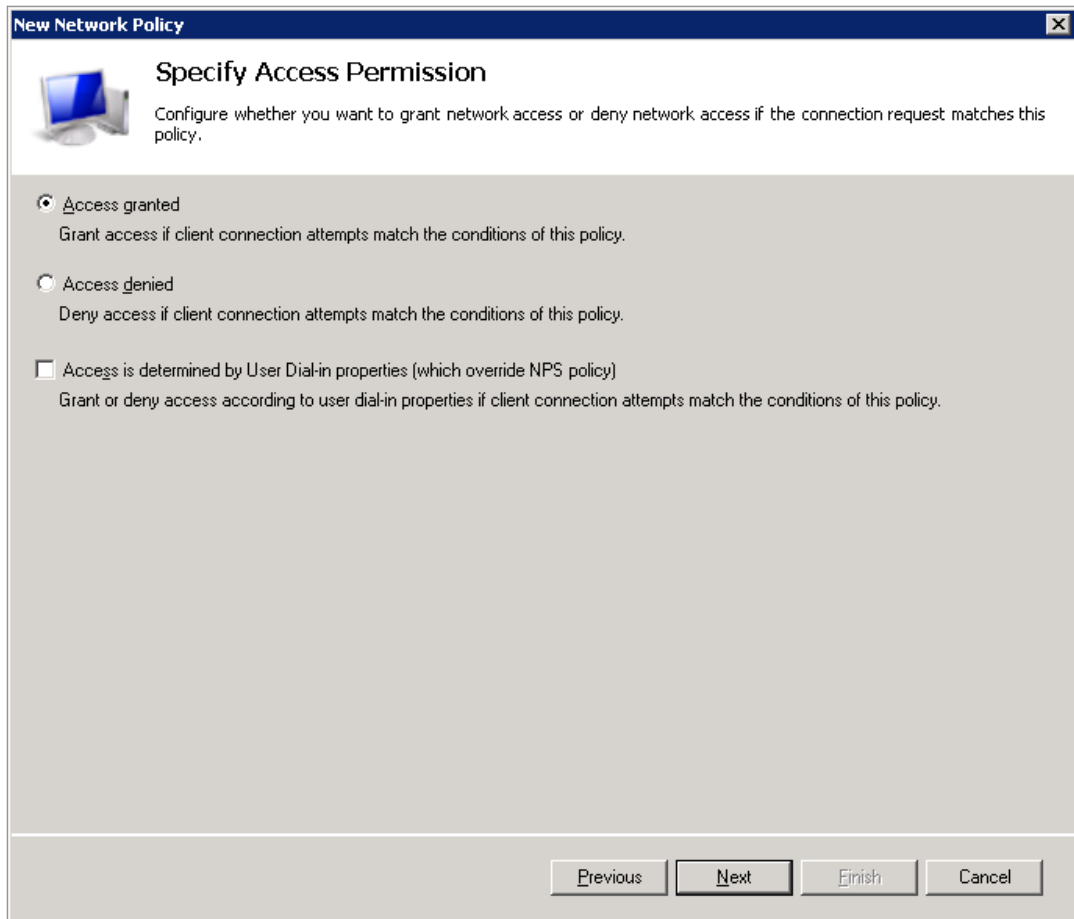 New Network Policy
Specify Access Permission
Configure whether you want to grant network access or deny network access if the connection request matches this
policy.
Access granted
Grant access if client connection attempts match the conditions of this policy.
Access denied
Deny access if client connection attempts match the conditions of this policy.
Access is determined by User Dial-in properties (which override NPS policy)
Grant or deny access according to user dial-in properties if client connection attempts match the conditions of this policy.
Previous Next Finish Cancel